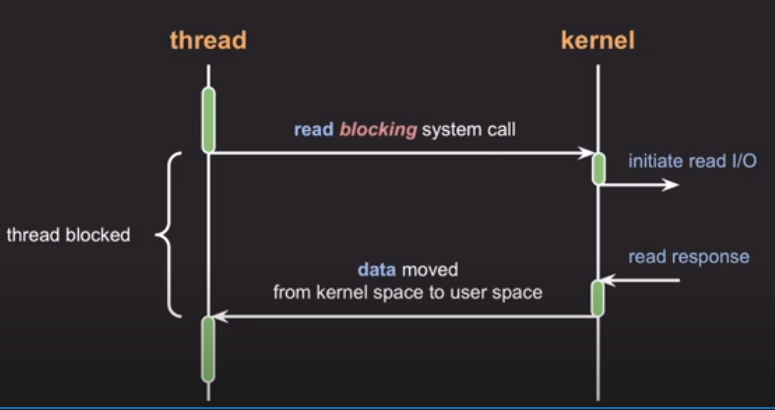 thread
kernel
read blocking system call
initiate read I/O
thread blocked
read response
data moved
from kernel space to user space